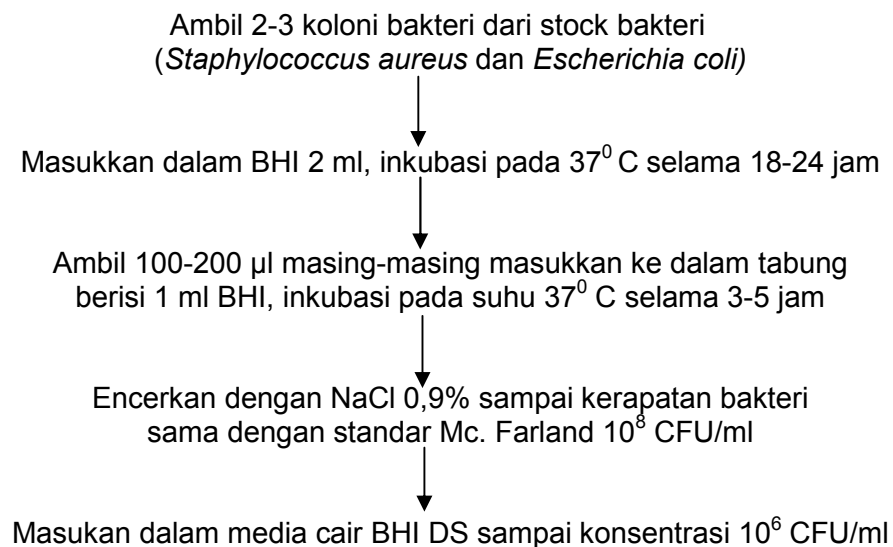 Ambil 2-3 koloni bakteri dari stock bakteri
(Staphylococcus aureus dan Escherichia coli)
Masukkan dalam BHI 2 ml, inkubasi pada 37⁰ C selama 18-24 jam
Ambil 100-200 µl masing-masing masukkan ke dalam tabung
berisi 1 ml BHI, inkubasi pada suhu 37⁰ C selama 3-5 jam
Encerkan dengan NaCl 0,9% sampai kerapatan bakteri
sama dengan standar Mc. Farland 10⁸ CFU/ml
Masukan dalam media cair BHI DS sampai konsentrasi 10⁶ CFU/ml